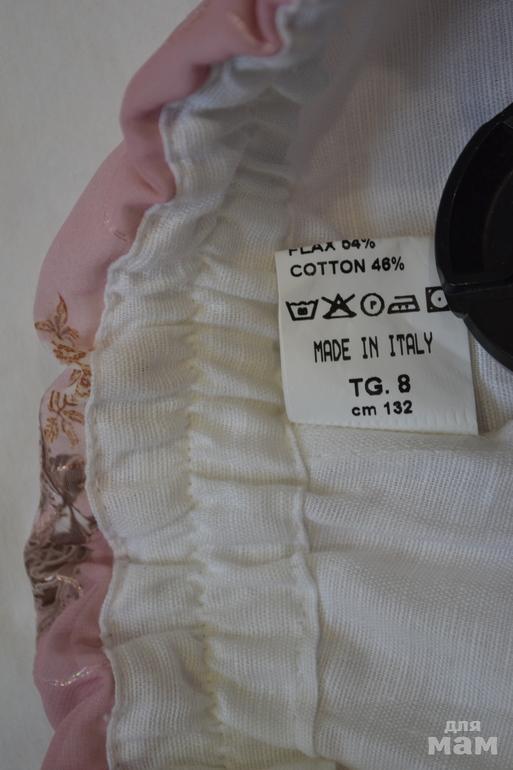 FLAX 54%
COTTON 46%
MADE IN ITALY
TG. 8
cm 132
для
мам